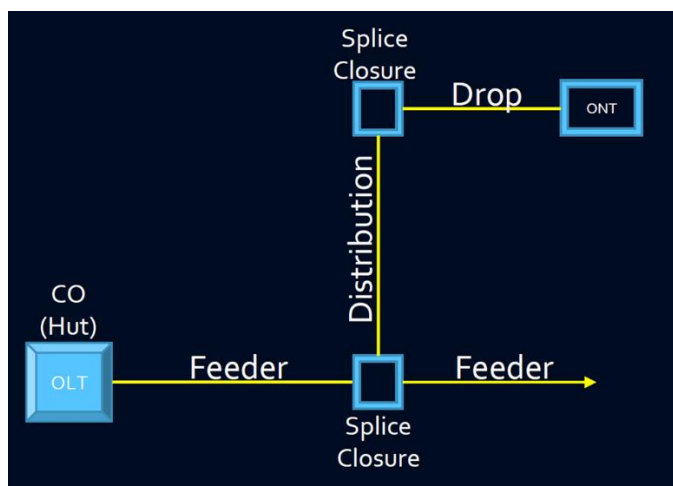 Splice
Closure
Drop
ONT
Distribution
CO
(Hut)
OLT
Feeder
Feeder
Splice
Closure